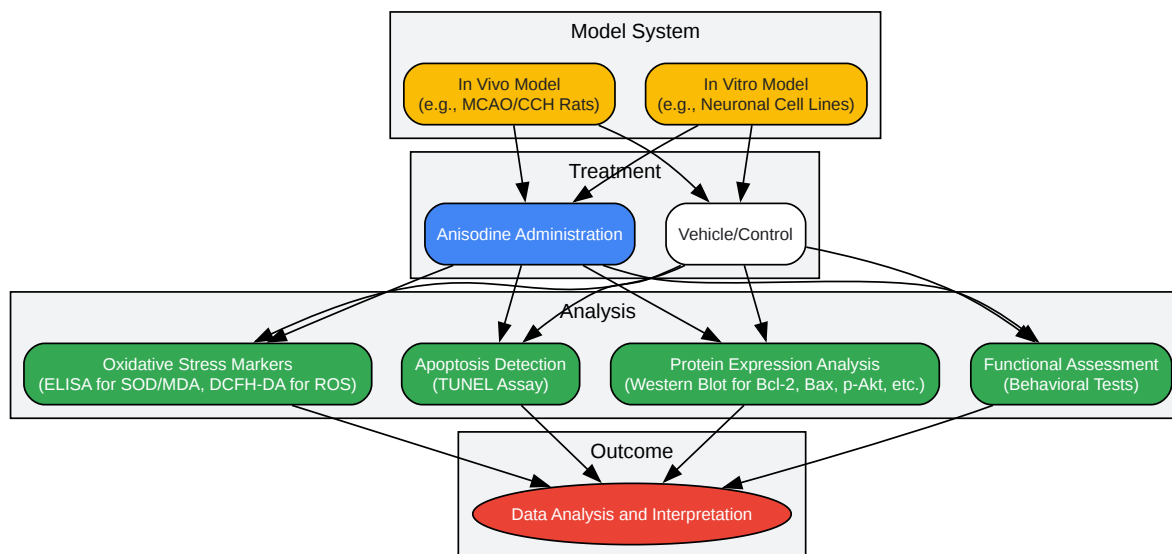 Model System
In Vivo Model
(e.g., MCAO/CCH Rats)
In Vitro Model
(e.g., Neuronal Cell Lines)
Treatment
Anisodine Administration
Vehicle/Control
Analysis
Oxidative Stress Markers
(ELISA for SOD/MDA, DCFH-DA for ROS)
Apoptosis Detection
(TUNEL Assay)
Protein Expression Analysis
(Western Blot for Bcl-2, Bax, p-Akt, etc.)
Functional Assessment
(Behavioral Tests)
Outcome
Data Analysis and Interpretation